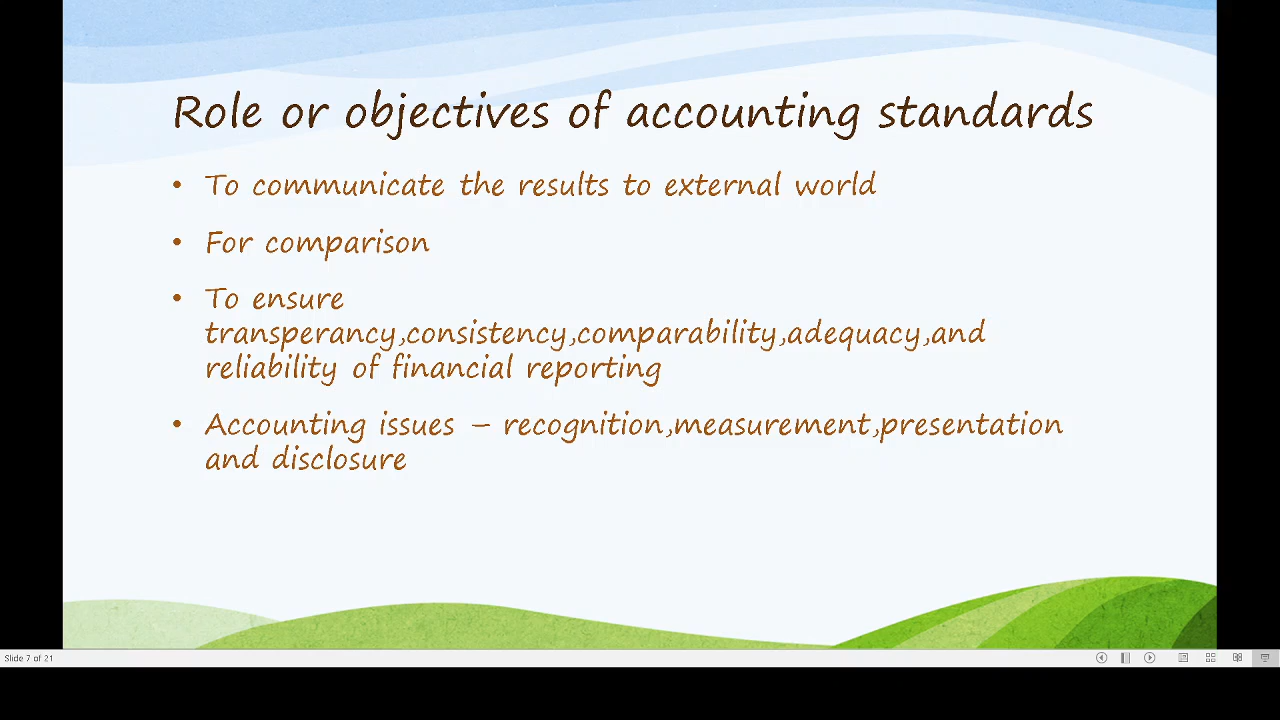 Role or objectives of accounting standards
• To communicate the results to external world
• For comparison
• To ensure
transperancy,consistency,comparability,adequacy,and
reliability of financial reporting
• Accounting issues – recognition,measurement,presentation
and disclosure
Slide 7 of 21